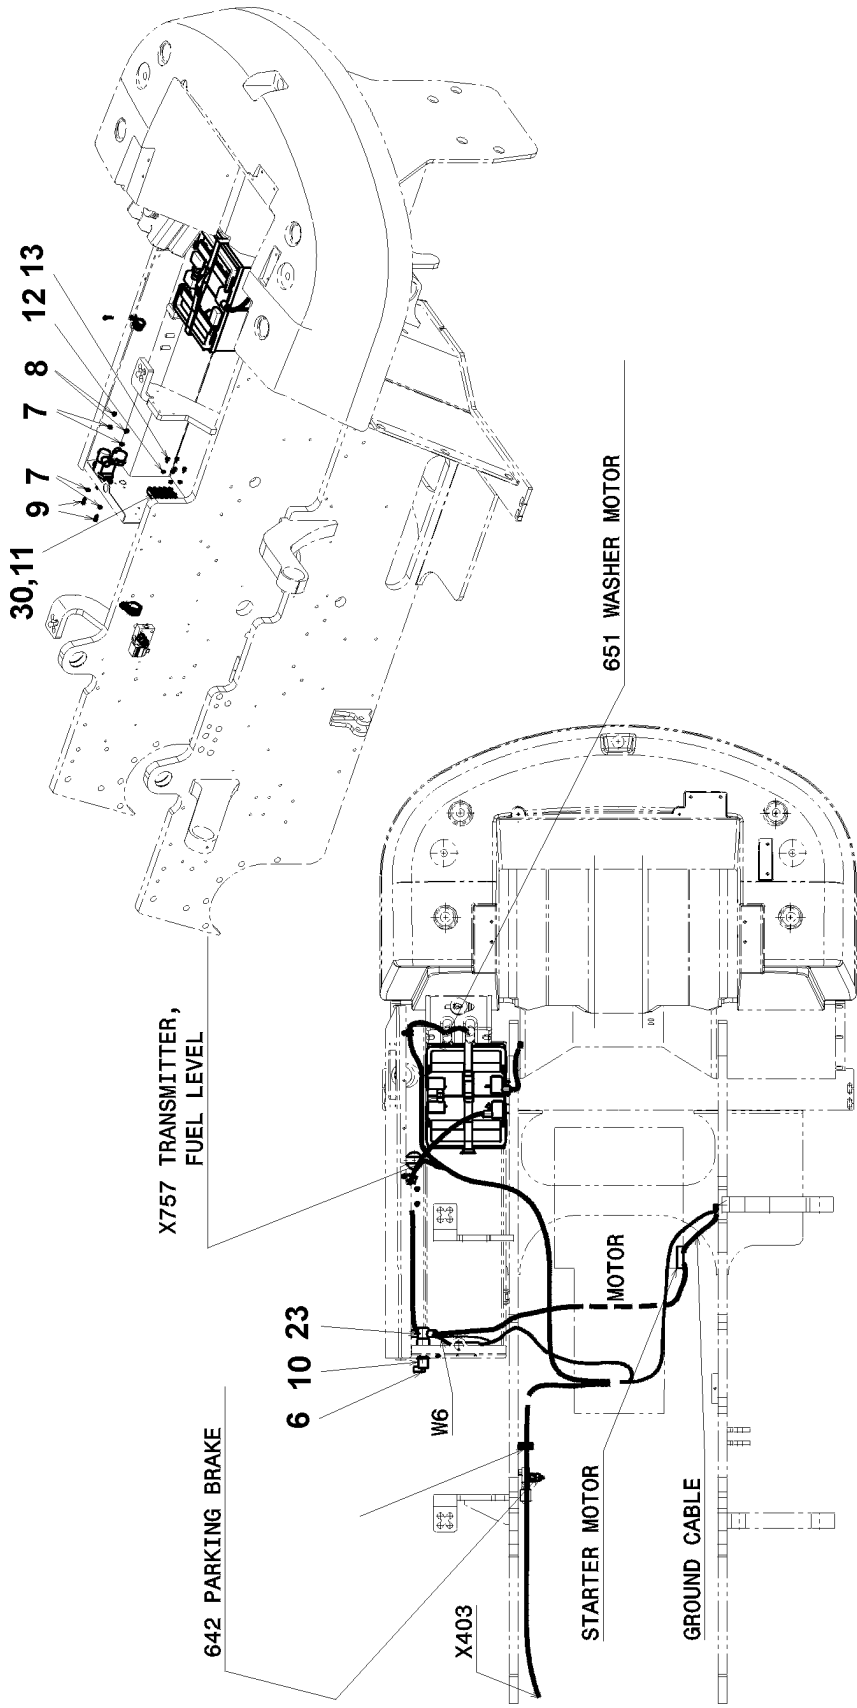 30,11
9
7
7
8
12
13
651 WASHER MOTOR
X757 TRANSMITTER,
FUEL LEVEL
6
10
23
W6
MOTOR
642 PARKING BRAKE
X403
STARTER MOTOR
GROUND CABLE